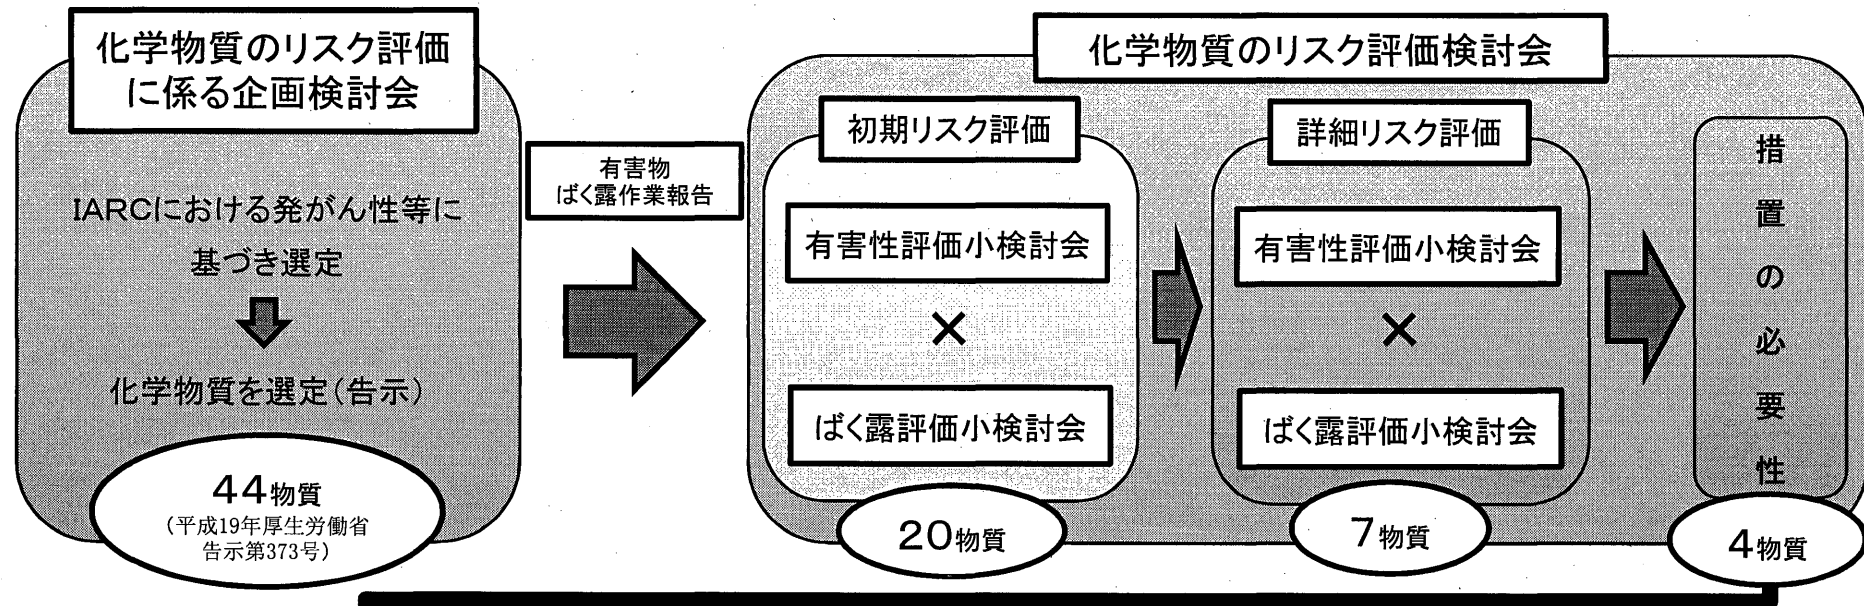 化学物質のリスク評価
に係る企画検討会
IARCにおける発がん性等に
基づき選定
化学物質を選定(告示)
44物質
(平成19年厚生労働省
告示第373号)
有害物
ばく露作業報告
化学物質のリスク評価検討会
初期リスク評価
有害性評価小検討会
×
ばく露評価小検討会
20物質
詳細リスク評価
有害性評価小検討会
×
ばく露評価小検討会
7物質
措置の必要性
4物質